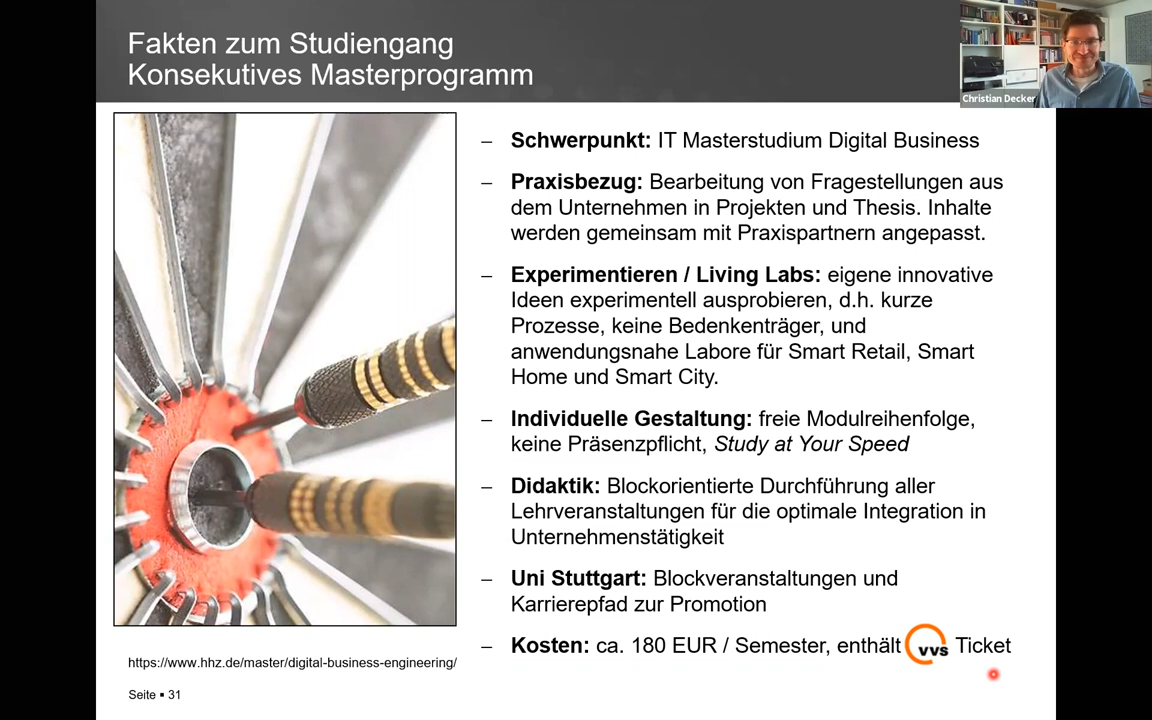 Fakten zum Studiengang
Konsekutives Masterprogramm
Christian Decker
– Schwerpunkt: IT Masterstudium Digital Business
– Praxisbezug: Bearbeitung von Fragestellungen aus
dem Unternehmen in Projekten und Thesis. Inhalte
werden gemeinsam mit Praxispartnern angepasst.
– Experimentieren / Living Labs: eigene innovative
Ideen experimentell ausprobieren, d.h. kurze
Prozesse, keine Bedenkenträger, und
anwendungsnahe Labore für Smart Retail, Smart
Home und Smart City.
– Individuelle Gestaltung: freie Modulreihenfolge,
keine Präsenzpflicht, Study at Your Speed
– Didaktik: Blockorientierte Durchführung aller
Lehrveranstaltungen für die optimale Integration in
Unternehmenstätigkeit
– Uni Stuttgart: Blockveranstaltungen und
Karrierepfad zur Promotion
– Kosten: ca. 180 EUR / Semester, enthält vvs Ticket
https://www.hhz.de/master/digital-business-engineering/
Seite ▪ 31